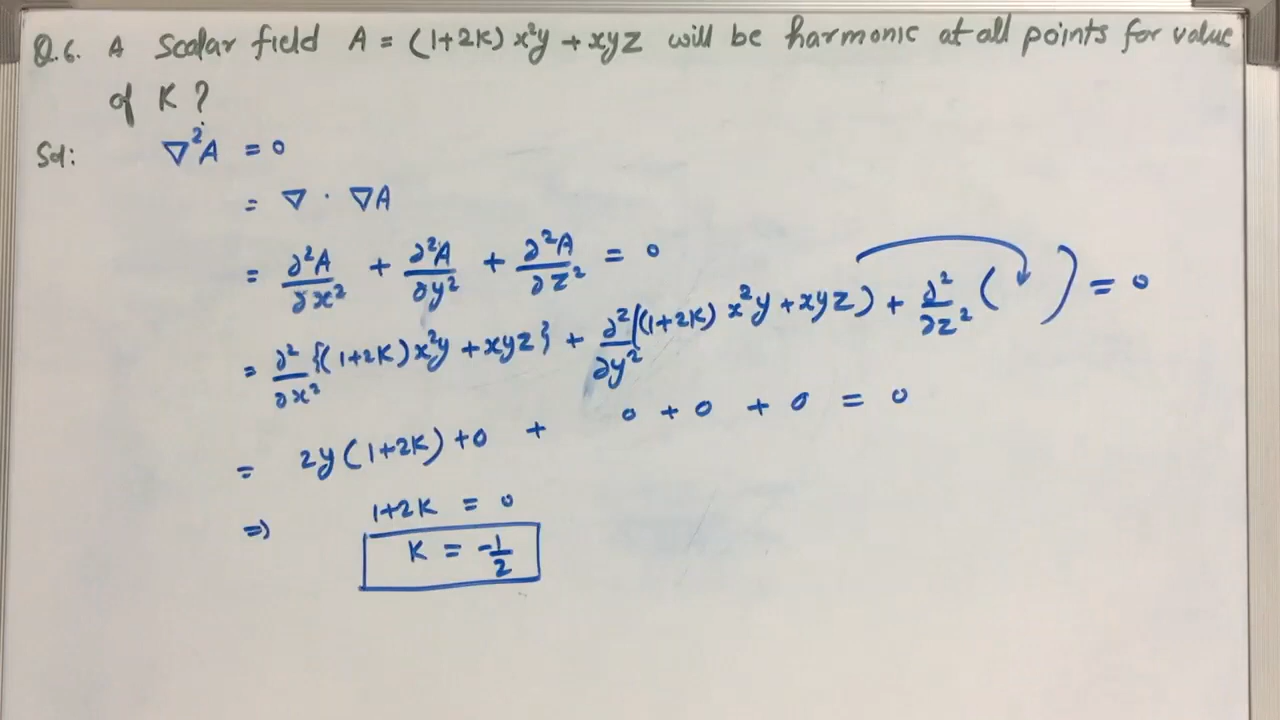 Q.6. A Scalar field A = (1+2K) x²y + xyz will be harmonic at all points for value
of K ?
Sol: ∇²A = 0
= ∇ · ∇A
= ∂²A/∂x² + ∂²A/∂y² + ∂²A/∂z² = 0
= ∂²/∂x² {(1+2K) x²y + xyz} + ∂²/∂y² ((1+2K) x²y + xyz) + ∂²/∂z² ( ) = 0
= 2y(1+2K) + 0 + 0 + 0 + 0 = 0
⇒ 1+2K = 0
K = -1/2